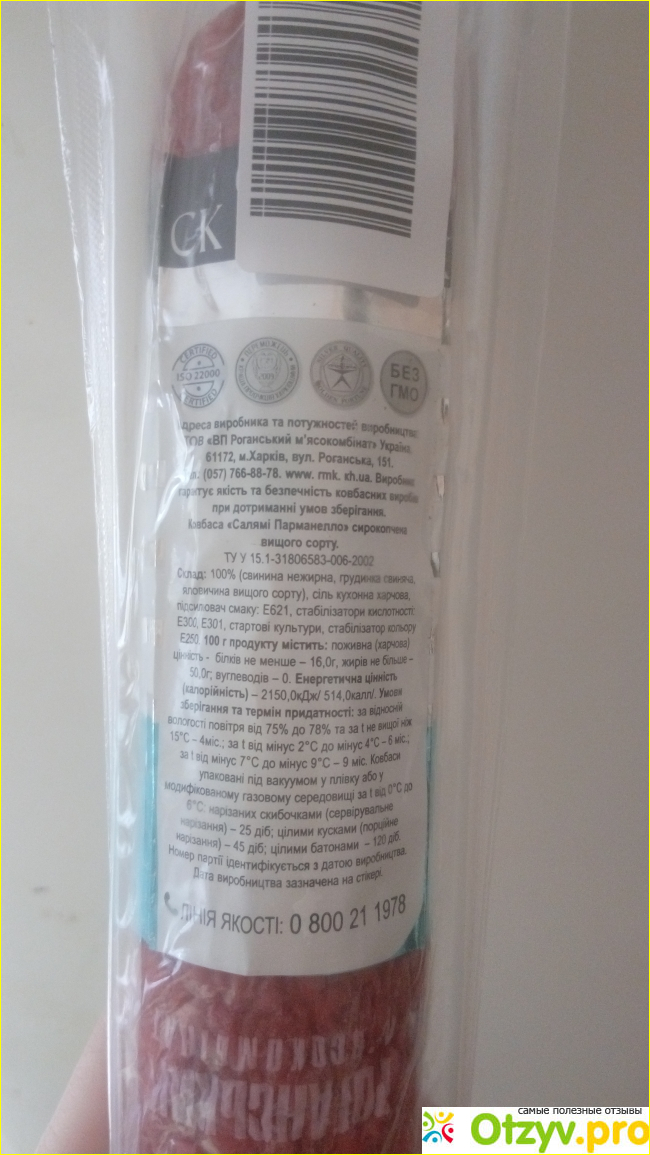 СК
CERTIFIED
ISO 22000
CERTIFIED
БЕЗ
ГМО
дреса виробника та потужностей виробництва:
ТОВ «ВП Роганський м'ясокомбінат» Україна,
61172, м.Харків, вул. Роганська, 151.
(057) 766-88-78. www. rmk. kh.ua. Виробник
гарантує якість та безпечність ковбасних виробів
при дотриманні умов зберігання.
Ковбаса «Салямі Парманелло» сирокопчена
вищого сорту.
ТУ У 15.1-31806583-006-2002
Склад: 100% (свинина нежирна, грудинка свиняча,
яловичина вищого сорту), сіль кухонна харчова,
підсилювач смаку: Е621, стабілізатори кислотності:
Е300, Е301, стартові культури, стабілізатор кольору
Е250. 100 г продукту містить: поживна (харчова)
цінність - білків не менше – 16,0г, жирів не більше –
50,0г; вуглеводів – 0. Енергетична цінність
(калорійність) – 2150,0кДж/ 514,0калл/. Умови
зберігання та термін придатності: за відносній
вологості повітря від 75% до 78% та за t не вищої ніж
15°С – 4міс.; за t від мінус 2°С до мінус 4°С – 6 міс.;
за t від мінус 7°С до мінус 9°С – 9 міс. Ковбаси
упаковані під вакуумом у плівку або у
модифікованому газовому середовищі за t від 0°С до
6°С: нарізаних скибочками (сервірувальне
нарізання) – 25 діб; цілими кусками (порційне
нарізання) – 45 діб; цілими батонами – 120 діб.
Номер партії ідентифікується з датою виробництва.
Дата виробництва зазначена на стікері.
ЛІНІЯ ЯКОСТІ: 0 800 21 1978
самые полезные отзывы
Otzyv.pro